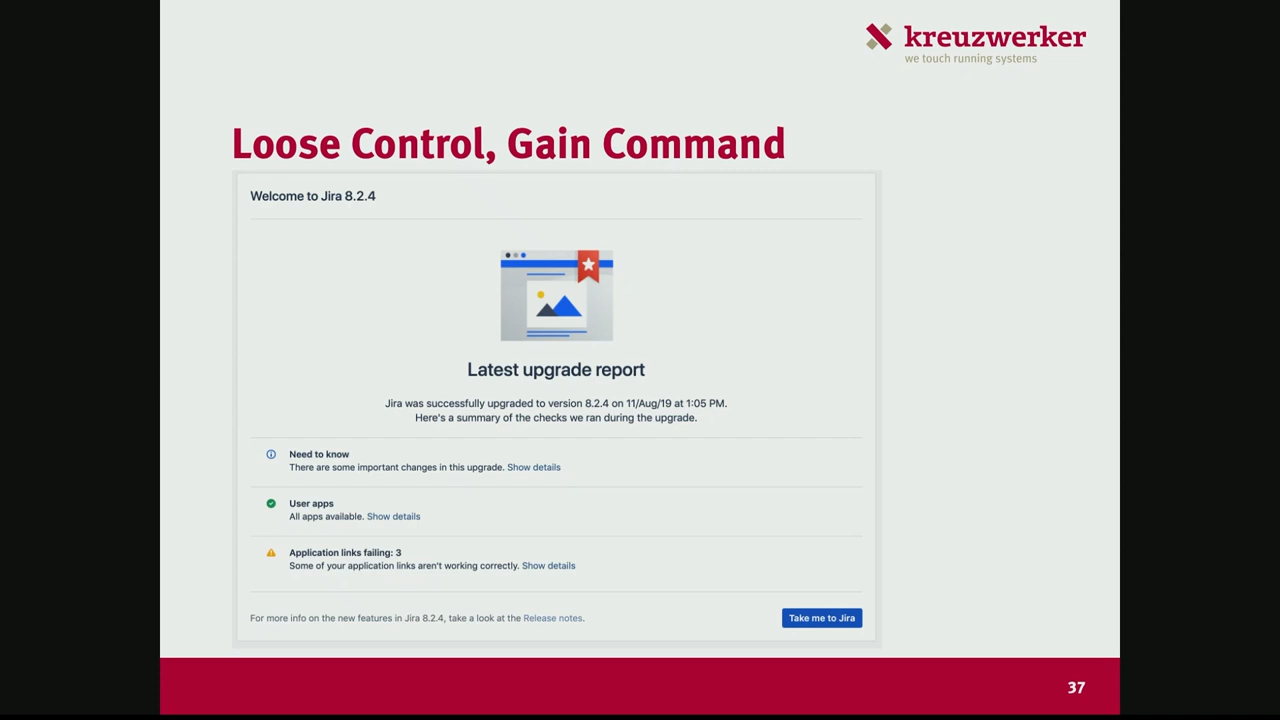 kreuzwerker
we touch running systems
Loose Control, Gain Command
Welcome to Jira 8.2.4
Latest upgrade report
Jira was successfully upgraded to version 8.2.4 on 11/Aug/19 at 1:05 PM.
Here's a summary of the checks we ran during the upgrade.
Need to know
There are some important changes in this upgrade. Show details
User apps
All apps available. Show details
Application links failing: 3
Some of your application links aren't working correctly. Show details
For more info on the new features in Jira 8.2.4, take a look at the Release notes.
Take me to Jira
37